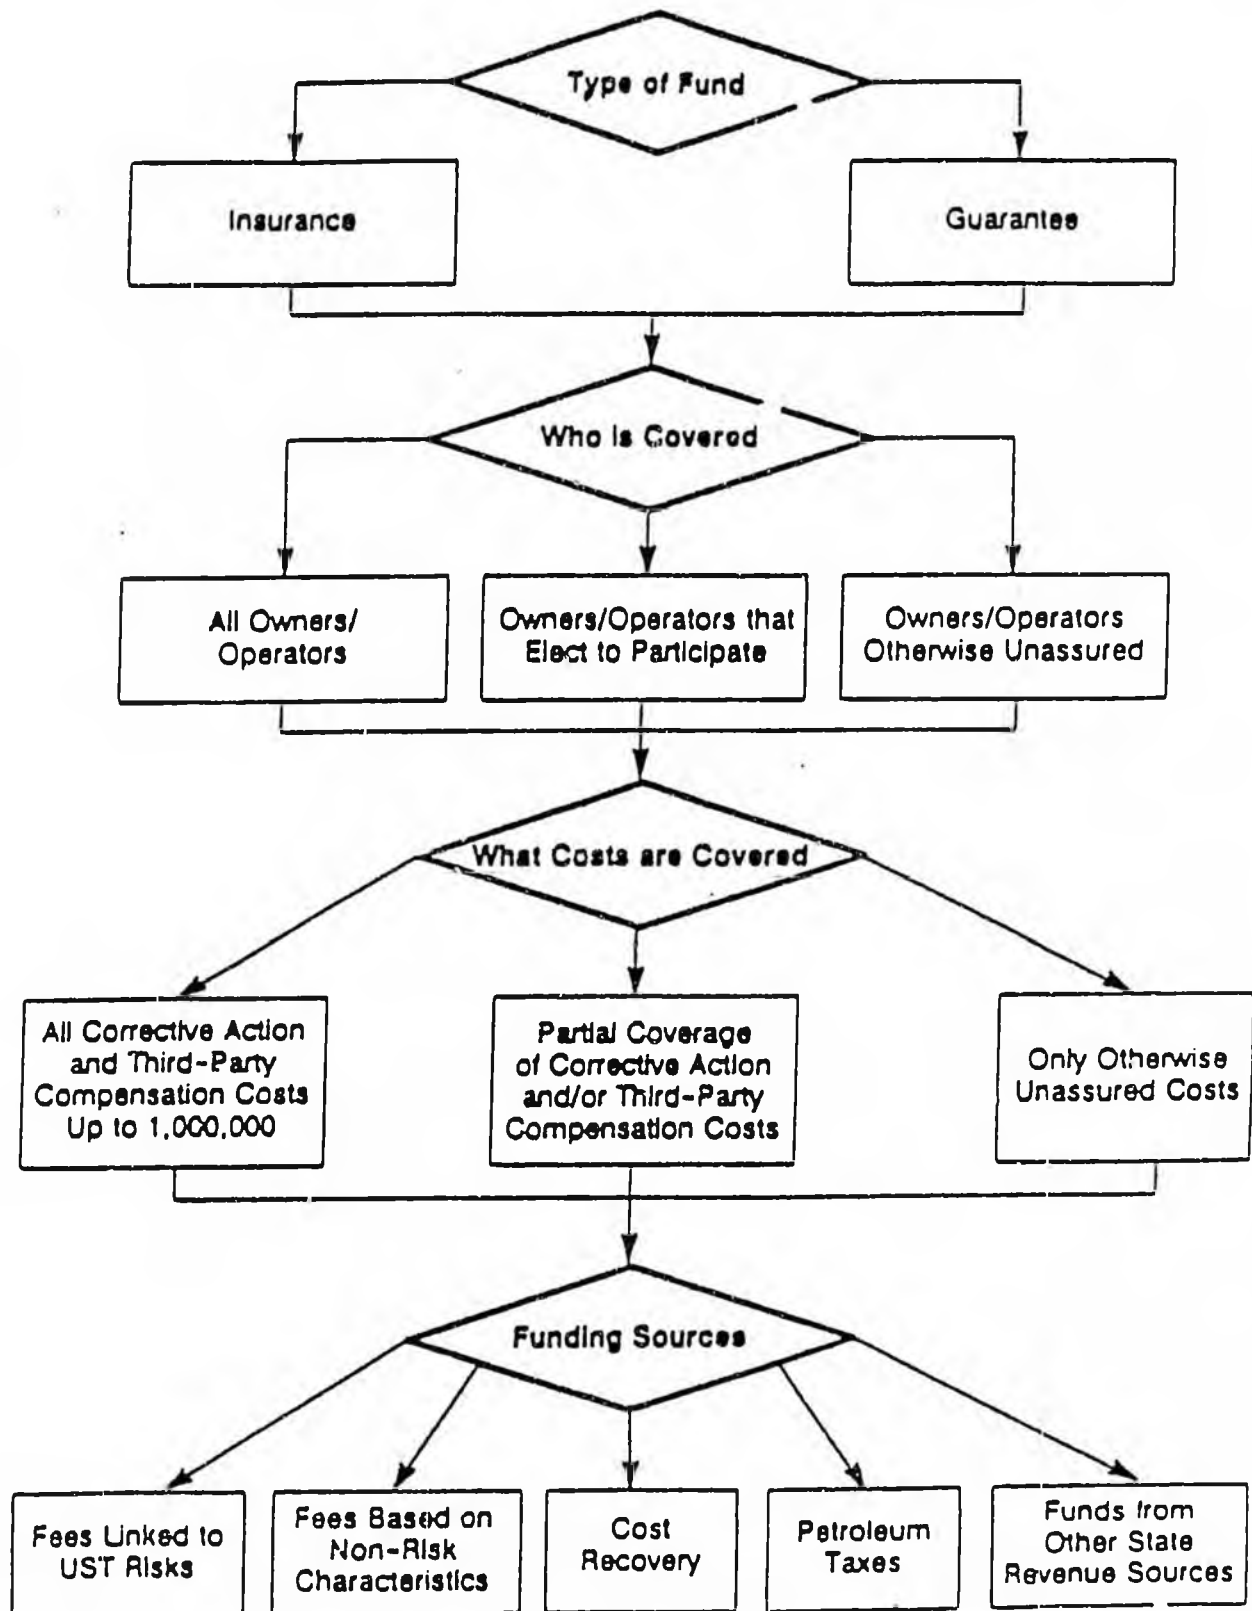 Type of Fund
Insurance
Guarantee
Who is Covered
All Owners/
Operators
Owners/Operators that
Elect to Participate
Owners/Operators
Otherwise Unassured
What Costs are Covered
All Corrective Action
and Third-Party
Compensation Costs
Up to 1,000,000
Partial Coverage
of Corrective Action
and/or Third-Party
Compensation Costs
Only Otherwise
Unassured Costs
Funding Sources
Fees Linked to
UST Risks
Fees Based on
Non-Risk
Characteristics
Cost
Recovery
Petroleum
Taxes
Funds from
Other State
Revenue Sources